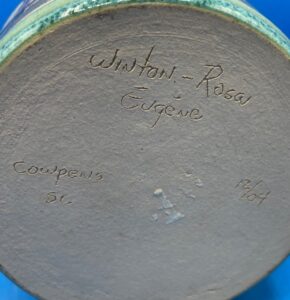 Winton - Rosa
Eugene
Cowpens
SC.
12/04